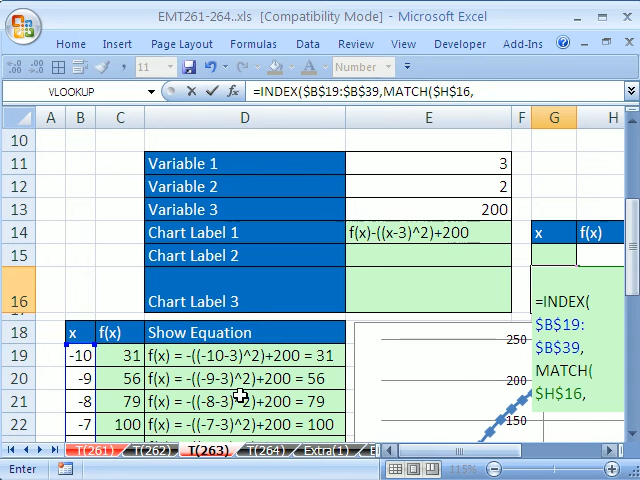 EMT261-264..xls [Compatibility Mode] - Microsoft Excel
Home Insert Page Layout Formulas Data Review View Developer Add-Ins
11 Number
VLOOKUP =INDEX($B$19:$B$39,MATCH($H$16,
A B C D E F G H
10
11 Variable 1 3
12 Variable 2 2
13 Variable 3 200
14 Chart Label 1 f(x)-((x-3)^2)+200 x f(x)
15 Chart Label 2
16 Chart Label 3
=INDEX(
$B$19:
$B$39,
MATCH(
$H$16,
17
18 x f(x) Show Equation
19 -10 31 f(x) = -((-10-3)^2)+200 = 31
20 -9 56 f(x) = -((-9-3)^2)+200 = 56
21 -8 79 f(x) = -((-8-3)^2)+200 = 79
22 -7 100 f(x) = -((-7-3)^2)+200 = 100
250
200
150
T(261) T(262) T(263) T(264) Extra(1)
Enter 115%